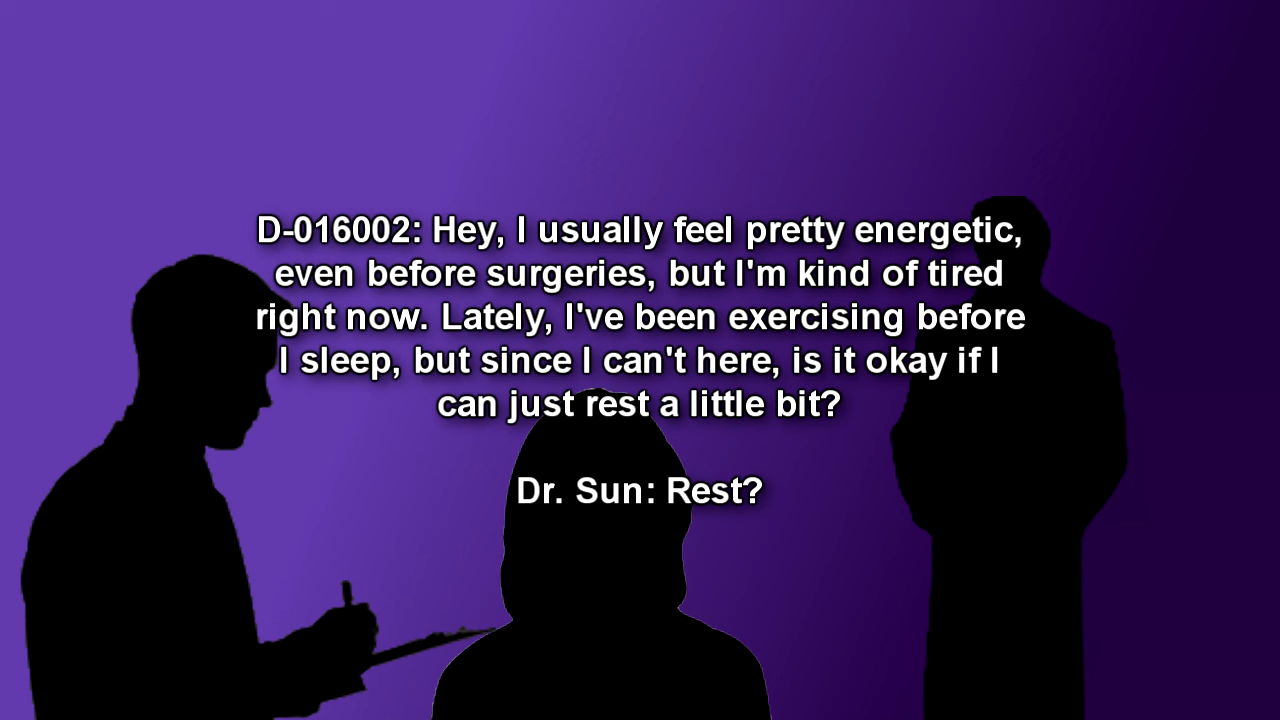 D-016002: Hey, I usually feel pretty energetic,
even before surgeries, but I'm kind of tired
right now. Lately, I've been exercising before
I sleep, but since I can't here, is it okay if I
can just rest a little bit?
Dr. Sun: Rest?